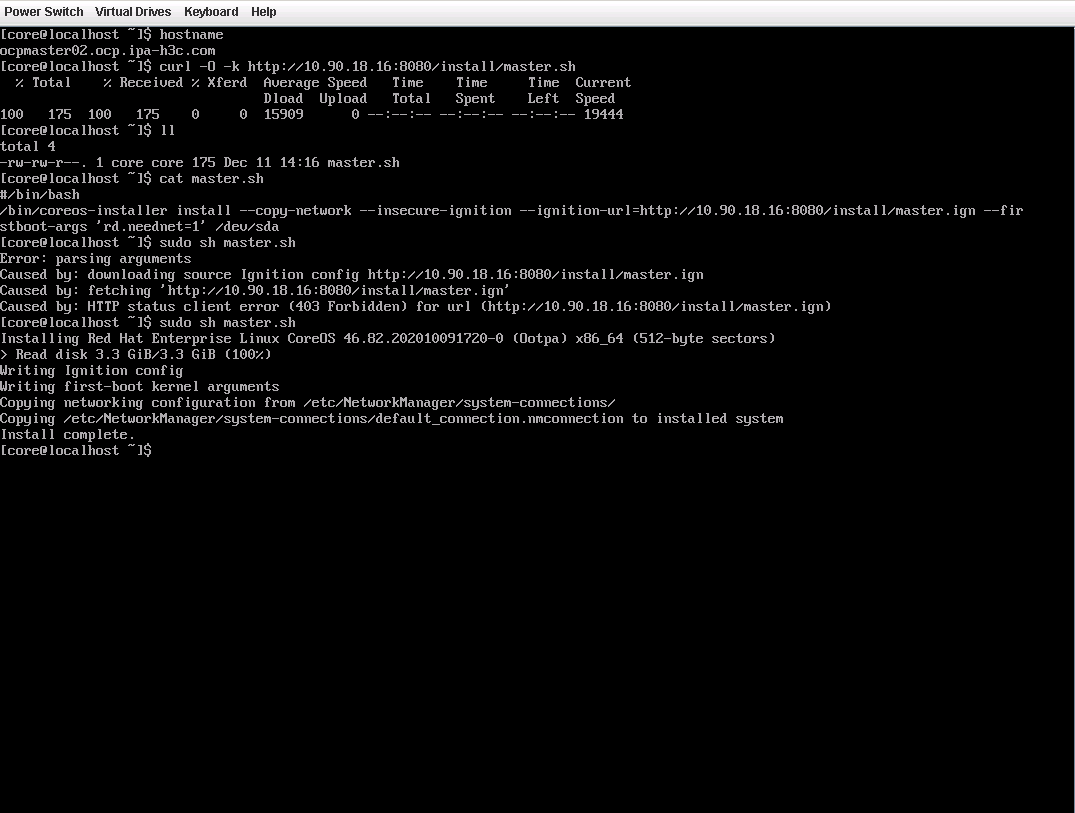 Power Switch Virtual Drives Keyboard Help
[core@localhost ~]$ hostname
ocpmaster02.ocp.ipa-h3c.com
[core@localhost ~]$ curl -O -k http://10.90.18.16:8080/install/master.sh
% Total % Received % Xferd Average Speed Time Time Time Current
Dload Upload Total Spent Left Speed
100 175 100 175 0 0 15909 0 --:--:-- --:--:-- --:--:-- 19444
[core@localhost ~]$ ll
total 4
-rw-rw-r--. 1 core core 175 Dec 11 14:16 master.sh
[core@localhost ~]$ cat master.sh
#/bin/bash
/bin/coreos-installer install --copy-network --insecure-ignition --ignition-url=http://10.90.18.16:8080/install/master.ign --fir
stboot-args 'rd.neednet=1' /dev/sda
[core@localhost ~]$ sudo sh master.sh
Error: parsing arguments
Caused by: downloading source Ignition config http://10.90.18.16:8080/install/master.ign
Caused by: fetching 'http://10.90.18.16:8080/install/master.ign'
Caused by: HTTP status client error (403 Forbidden) for url (http://10.90.18.16:8080/install/master.ign)
[core@localhost ~]$ sudo sh master.sh
Installing Red Hat Enterprise Linux CoreOS 46.82.202010091720-0 (Ootpa) x86_64 (512-byte sectors)
> Read disk 3.3 GiB/3.3 GiB (100%)
Writing Ignition config
Writing first-boot kernel arguments
Copying networking configuration from /etc/NetworkManager/system-connections/
Copying /etc/NetworkManager/system-connections/default_connection.nmconnection to installed system
Install complete.
[core@localhost ~]$